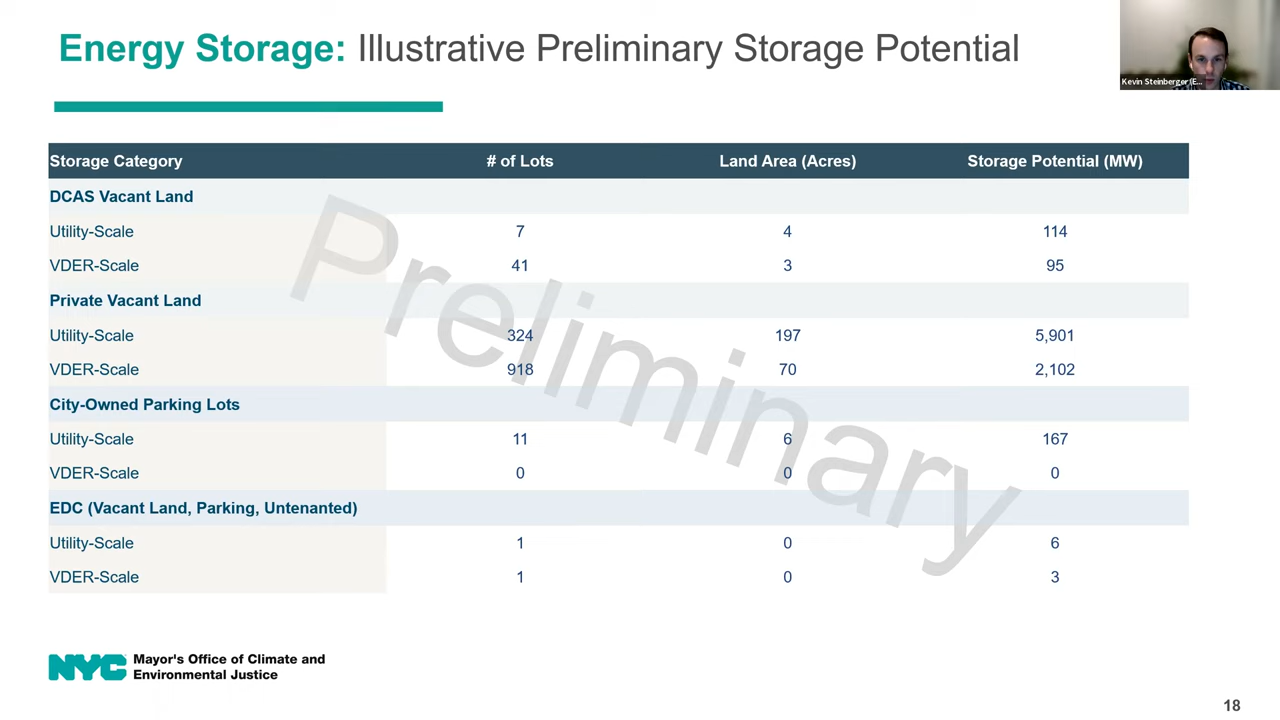 Energy Storage: Illustrative Preliminary Storage Potential
Kevin Steinberger (E...
Storage Category # of Lots Land Area (Acres) Storage Potential (MW)
DCAS Vacant Land
Utility-Scale 7 4 114
VDER-Scale 41 3 95
Private Vacant Land
Utility-Scale 324 197 5,901
VDER-Scale 918 70 2,102
City-Owned Parking Lots
Utility-Scale 11 6 167
VDER-Scale 0 0 0
EDC (Vacant Land, Parking, Untenanted)
Utility-Scale 1 0 6
VDER-Scale 1 0 3
Preliminary
NYC Mayor's Office of Climate and
Environmental Justice
18